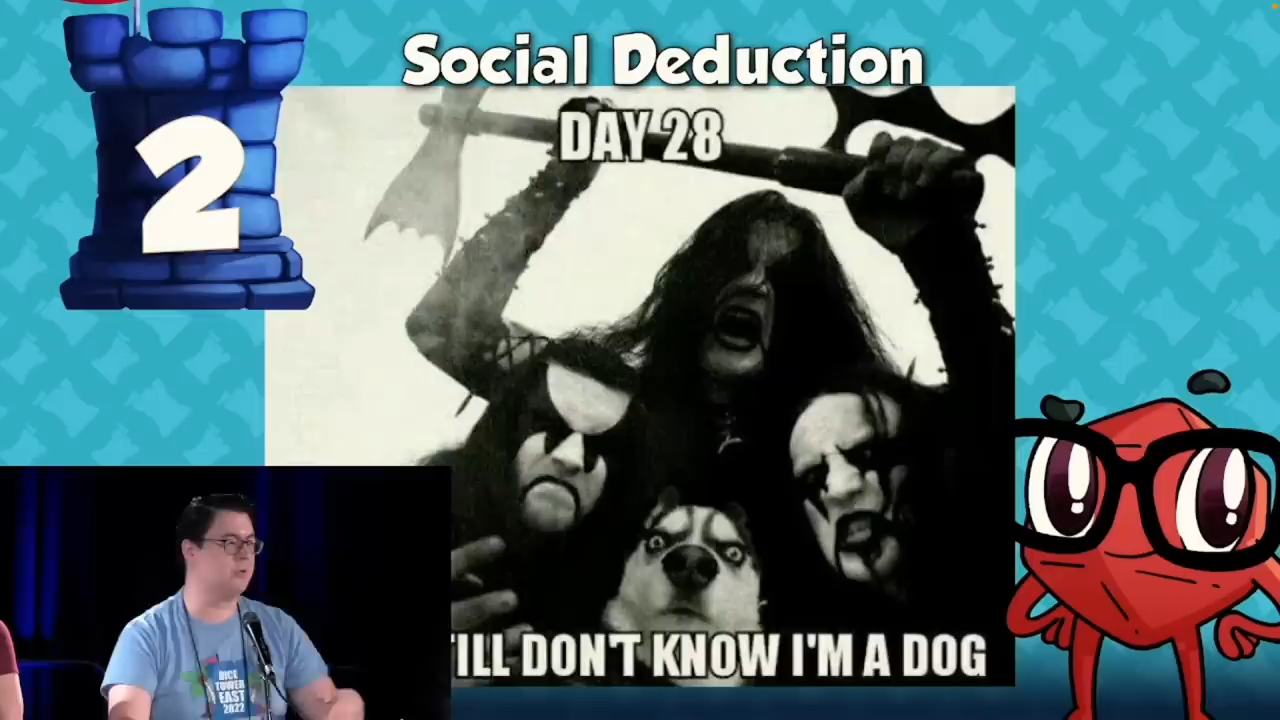 Social Deduction
2
DAY 28
TILL DON'T KNOW I'M A DOG
DICE
TOWER
EAST
2022